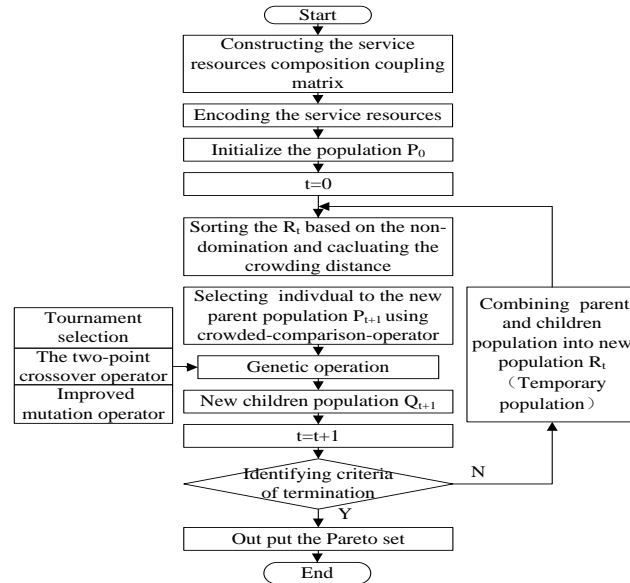 Start
Constructing the service
resources composition coupling
matrix
Encoding the service resources
Initialize the population P₀
t=0
Sorting the Rₜ based on the non-
domination and cacluating the
crowding distance
Selecting indivdual to the new
parent population Pₜ₊₁ using
crowded-comparison-operator
Tournament
selection
The two-point
crossover operator
Improved
mutation operator
Genetic operation
New children population Qₜ₊₁
t=t+1
Identifying criteria
of termination
N
Y
Combining parent
and children
population into new
population Rₜ
（Temporary
population）
Out put the Pareto set
End